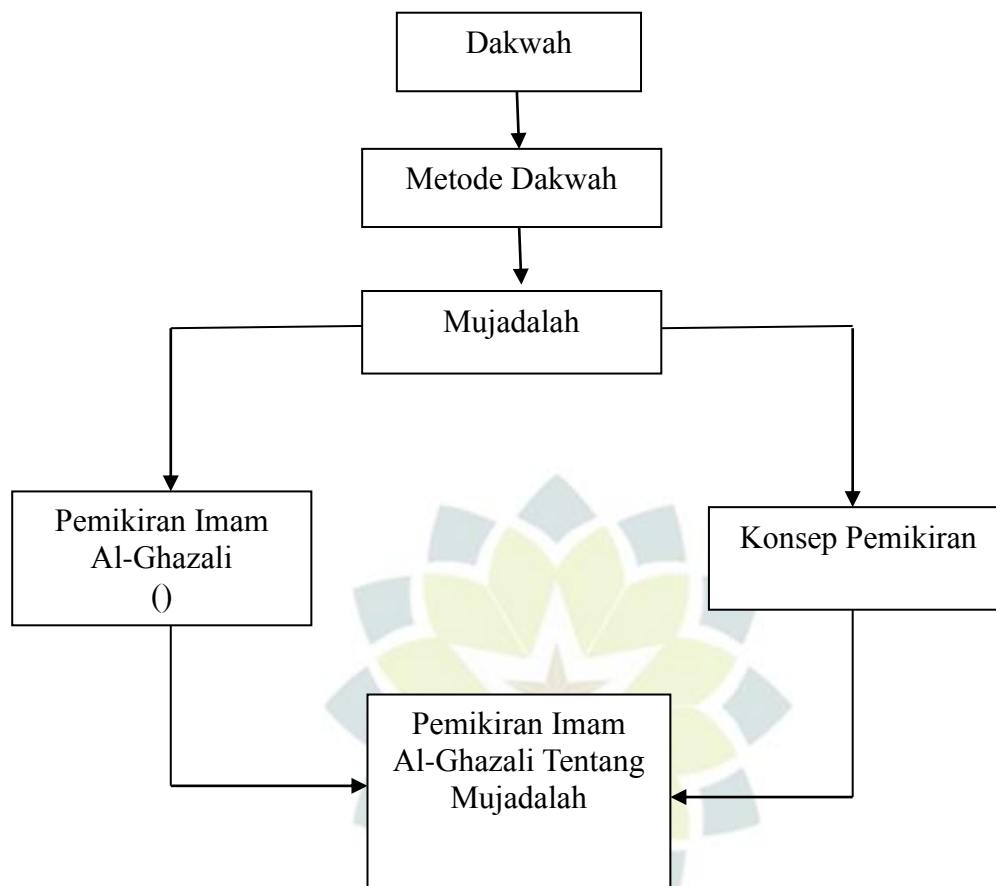 Dakwah
Metode Dakwah
Mujadalah
Pemikiran Imam
Al-Ghazali
()
Konsep Pemikiran
Pemikiran Imam
Al-Ghazali Tentang
Mujadalah